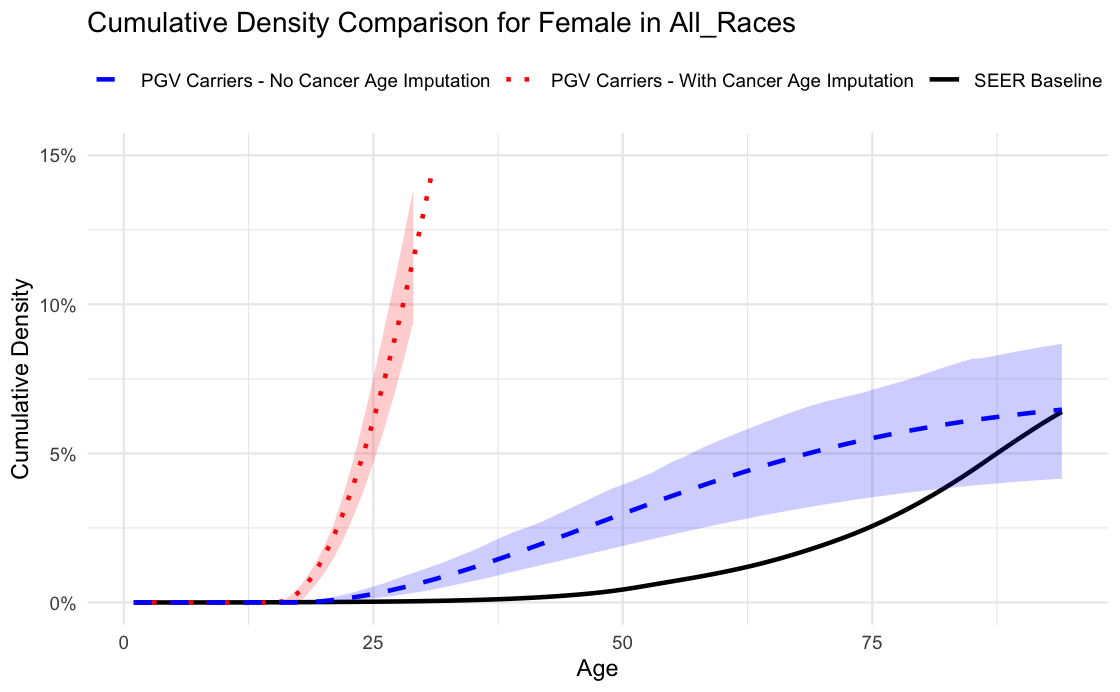 Cumulative Density Comparison for Female in All_Races
PGV Carriers - No Cancer Age Imputation PGV Carriers - With Cancer Age Imputation SEER Baseline
15%
10%
5%
0%
Cumulative Density
0 25 50 75
Age